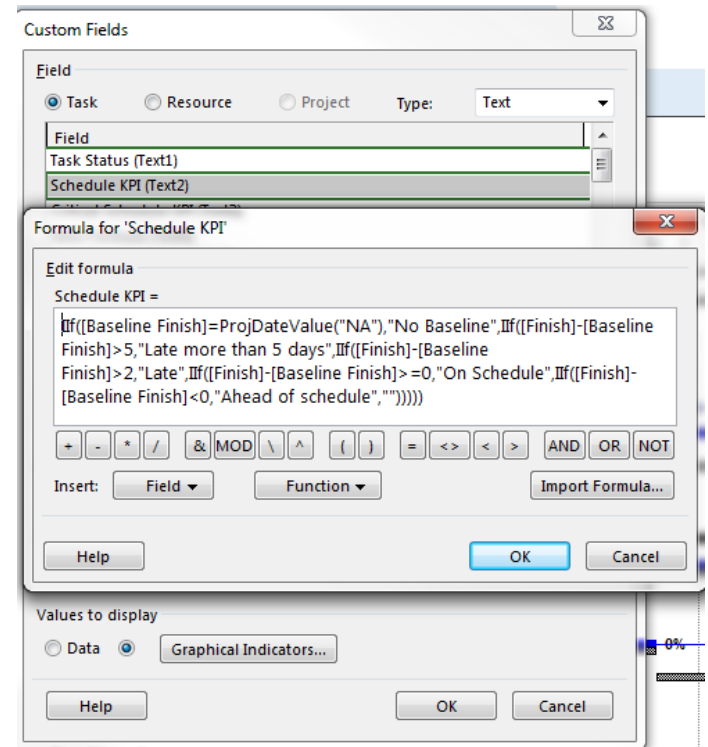 Custom Fields
Field
Task Resource Project Type: Text
Field
Task Status (Text1)
Schedule KPI (Text2)
Formula for 'Schedule KPI'
Edit formula
Schedule KPI =
IIf([Baseline Finish]=ProjDateValue("NA"),"No Baseline",IIf([Finish]-[Baseline
Finish]>5,"Late more than 5 days",IIf([Finish]-[Baseline
Finish]>2,"Late",IIf([Finish]-[Baseline Finish]>=0,"On Schedule",IIf([Finish]-
[Baseline Finish]<0,"Ahead of schedule","")))))
+ - * / & MOD \ ^ ( ) = <> < > AND OR NOT
Insert: Field Function Import Formula...
Help OK Cancel
Values to display
Data Graphical Indicators...
0%
Help OK Cancel